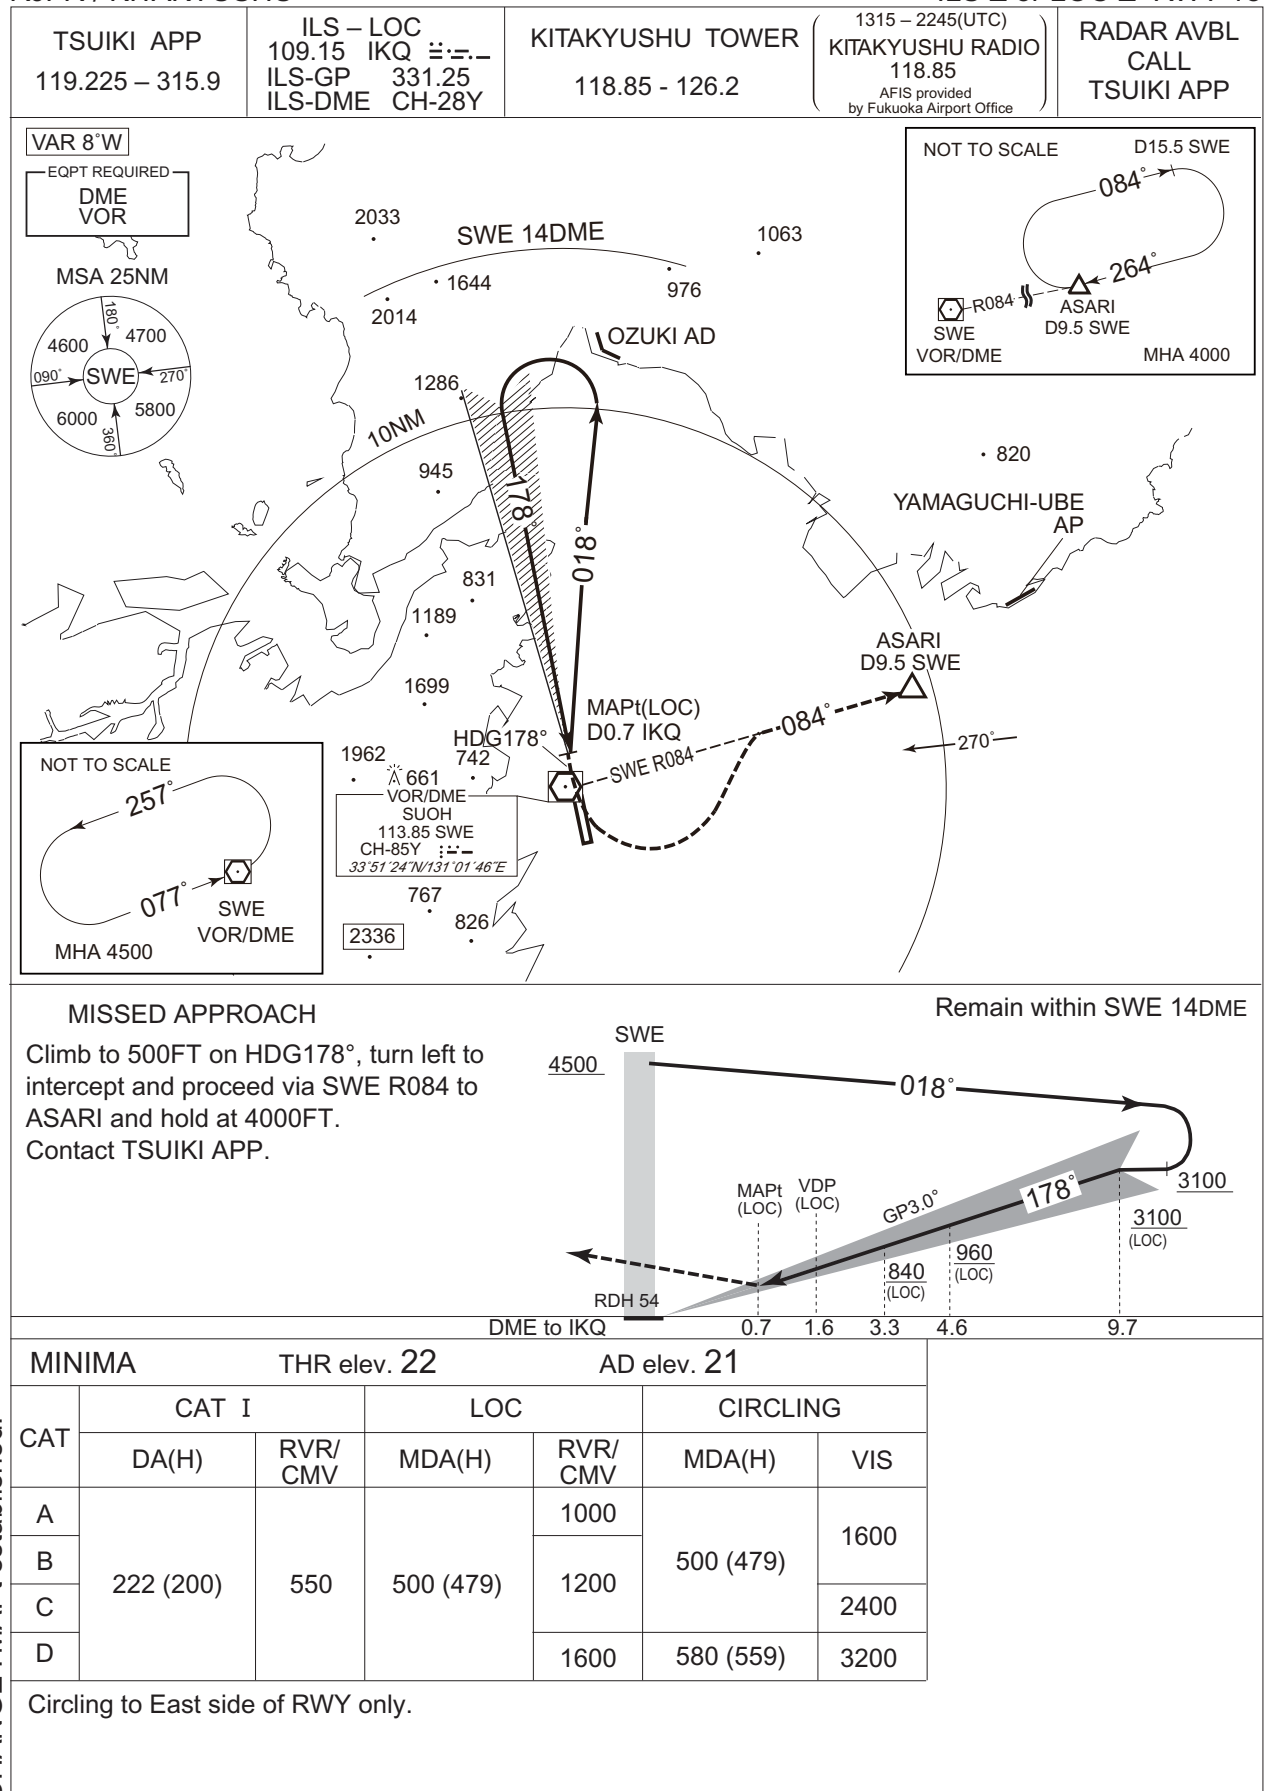 TSUIKI APP
119.225 – 315.9
ILS – LOC
109.15 IKQ
ILS-GP 331.25
ILS-DME CH-28Y
KITAKYUSHU TOWER
118.85 - 126.2
1315 – 2245(UTC)
KITAKYUSHU RADIO
118.85
AFIS provided
by Fukuoka Airport Office
RADAR AVBL
CALL
TSUIKI APP
VAR 8°W
EQPT REQUIRED
DME
VOR
MSA 25NM
180°
4600
4700
090°
SWE
270°
6000
5800
360°
2033
SWE 14DME
1063
1644
976
2014
OZUKI AD
1286
10NM
945
178°
018°
831
1189
1699
NOT TO SCALE
D15.5 SWE
084°
264°
R084
ASARI
D9.5 SWE
SWE
VOR/DME
MHA 4000
820
YAMAGUCHI-UBE
AP
ASARI
D9.5 SWE
MAPt(LOC)
D0.7 IKQ
HDG178°
084°
SWE R084
270°
1962
742
661
VOR/DME
SUOH
113.85 SWE
CH-85Y
33°51'24"N/131°01'46"E
767
826
2336
NOT TO SCALE
257°
077°
SWE
VOR/DME
MHA 4500
MISSED APPROACH
Climb to 500FT on HDG178°, turn left to
intercept and proceed via SWE R084 to
ASARI and hold at 4000FT.
Contact TSUIKI APP.
Remain within SWE 14DME
SWE
4500
018°
MAPt
(LOC)
VDP
(LOC)
GP3.0°
178°
3100
3100
(LOC)
960
(LOC)
840
(LOC)
RDH 54
DME to IKQ 0.7 1.6 3.3 4.6 9.7
MINIMA THR elev. 22 AD elev. 21
CAT
CAT I
LOC
CIRCLING
DA(H)
RVR/
CMV
MDA(H)
RVR/
CMV
MDA(H)
VIS
A
B
C
D
222 (200)
550
500 (479)
1000
1200
1600
500 (479)
580 (559)
1600
2400
3200
Circling to East side of RWY only.